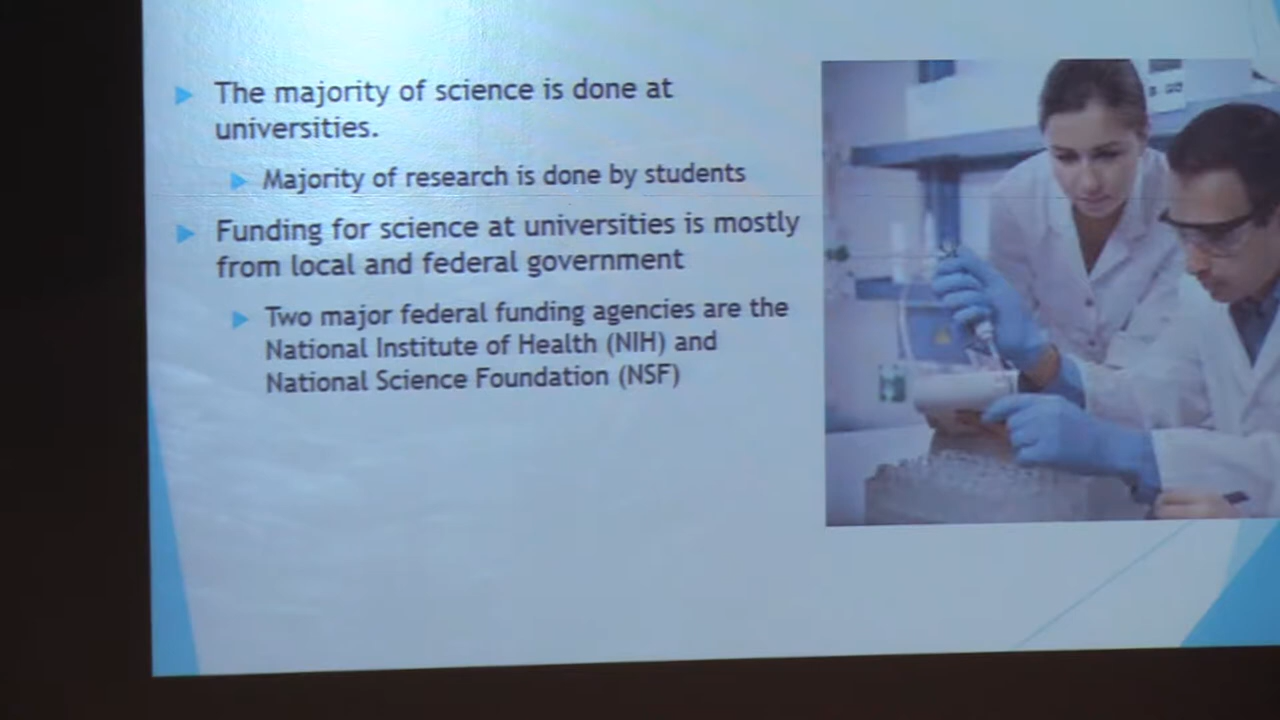 The majority of science is done at
universities.
Majority of research is done by students
Funding for science at universities is mostly
from local and federal government
Two major federal funding agencies are the
National Institute of Health (NIH) and
National Science Foundation (NSF)